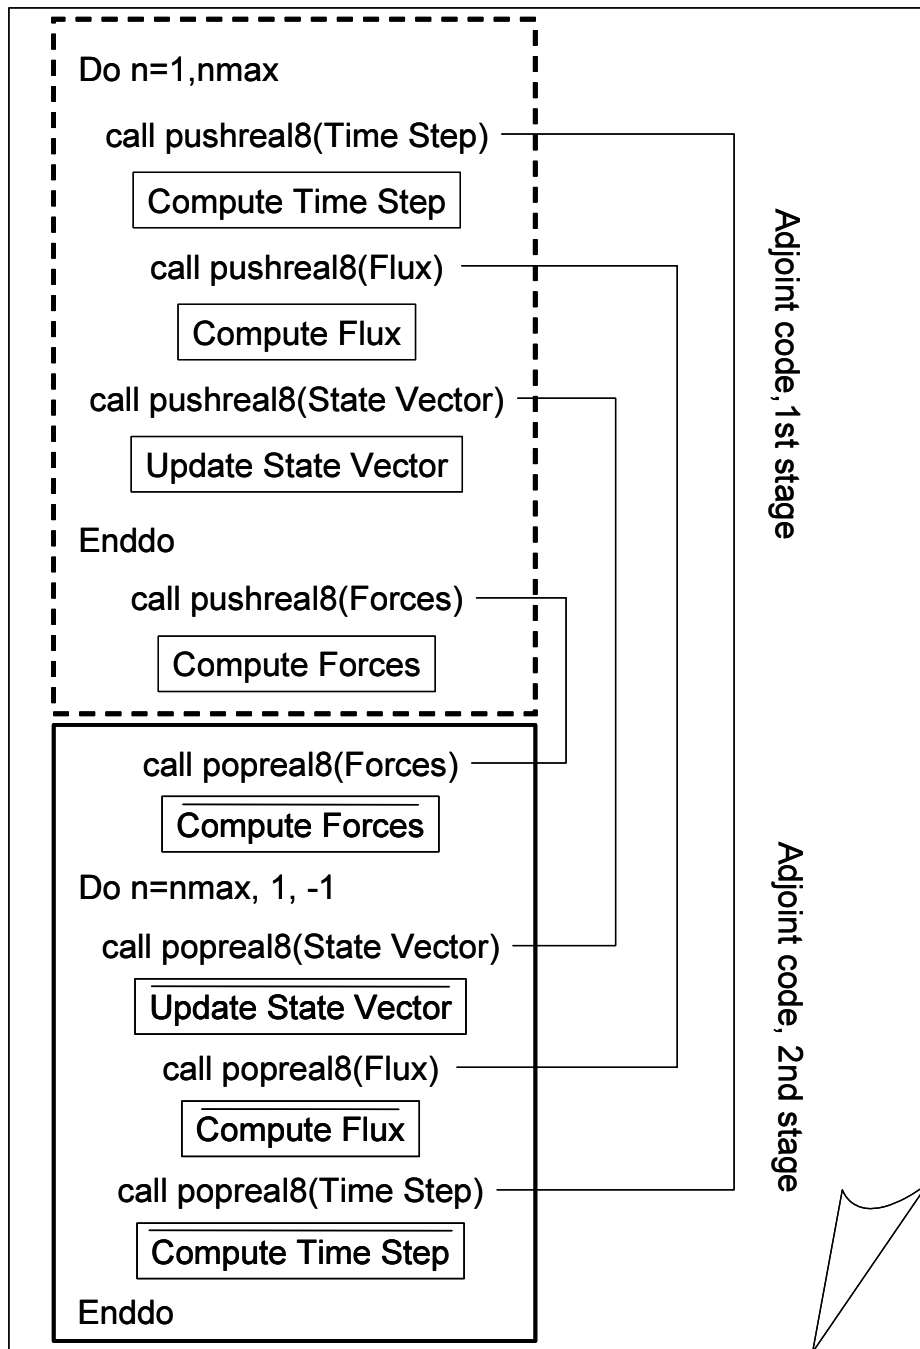 Do n=1,nmax
call pushreal8(Time Step)
Compute Time Step
call pushreal8(Flux)
Compute Flux
call pushreal8(State Vector)
Update State Vector
Enddo
call pushreal8(Forces)
Compute Forces
Adjoint code, 1st stage
call popreal8(Forces)
Compute Forces
Do n=nmax, 1, -1
call popreal8(State Vector)
Update State Vector
call popreal8(Flux)
Compute Flux
call popreal8(Time Step)
Compute Time Step
Enddo
Adjoint code, 2nd stage